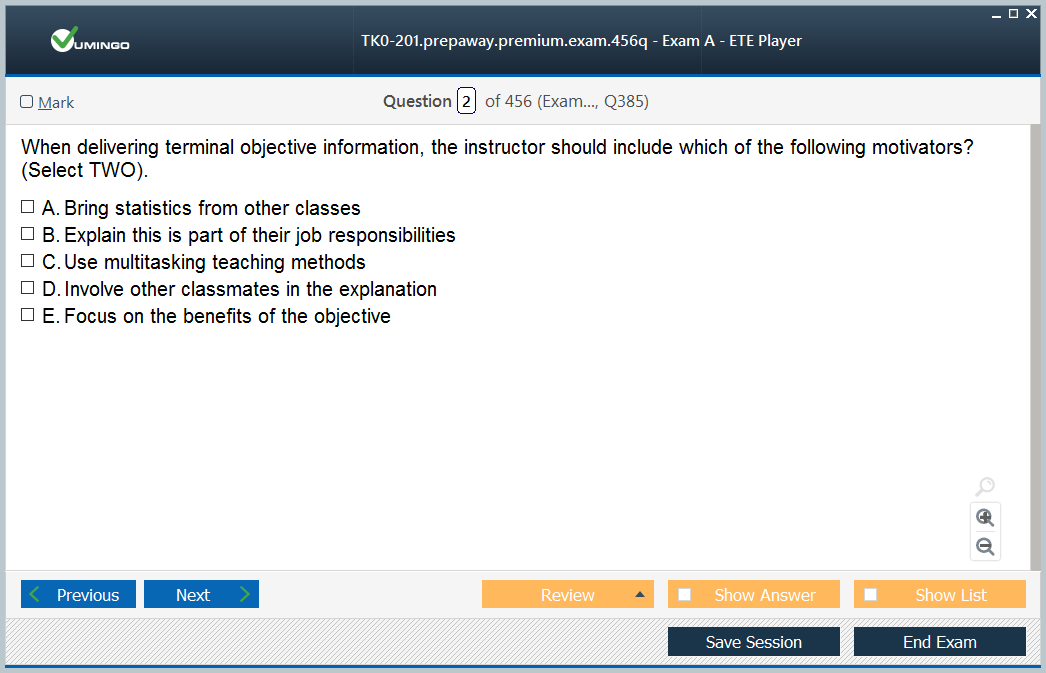 VUMINGO
TK0-201.prepaway.premium.exam.456q - Exam A - ETE Player
Mark
Question 2 of 456 (Exam..., Q385)
When delivering terminal objective information, the instructor should include which of the following motivators?
(Select TWO).
A. Bring statistics from other classes
B. Explain this is part of their job responsibilities
C. Use multitasking teaching methods
D. Involve other classmates in the explanation
E. Focus on the benefits of the objective
Previous Next Review Show Answer Show List
Save Session End Exam